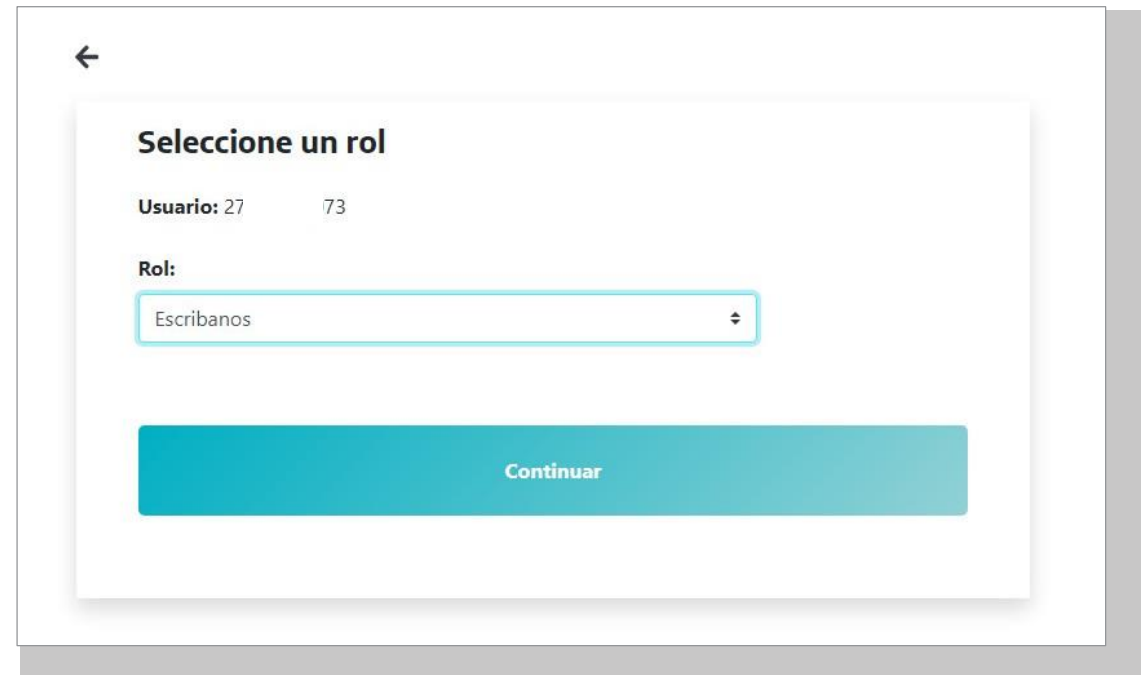 Seleccione un rol
Usuario: 27 73
Rol:
Escribanos
Continuar